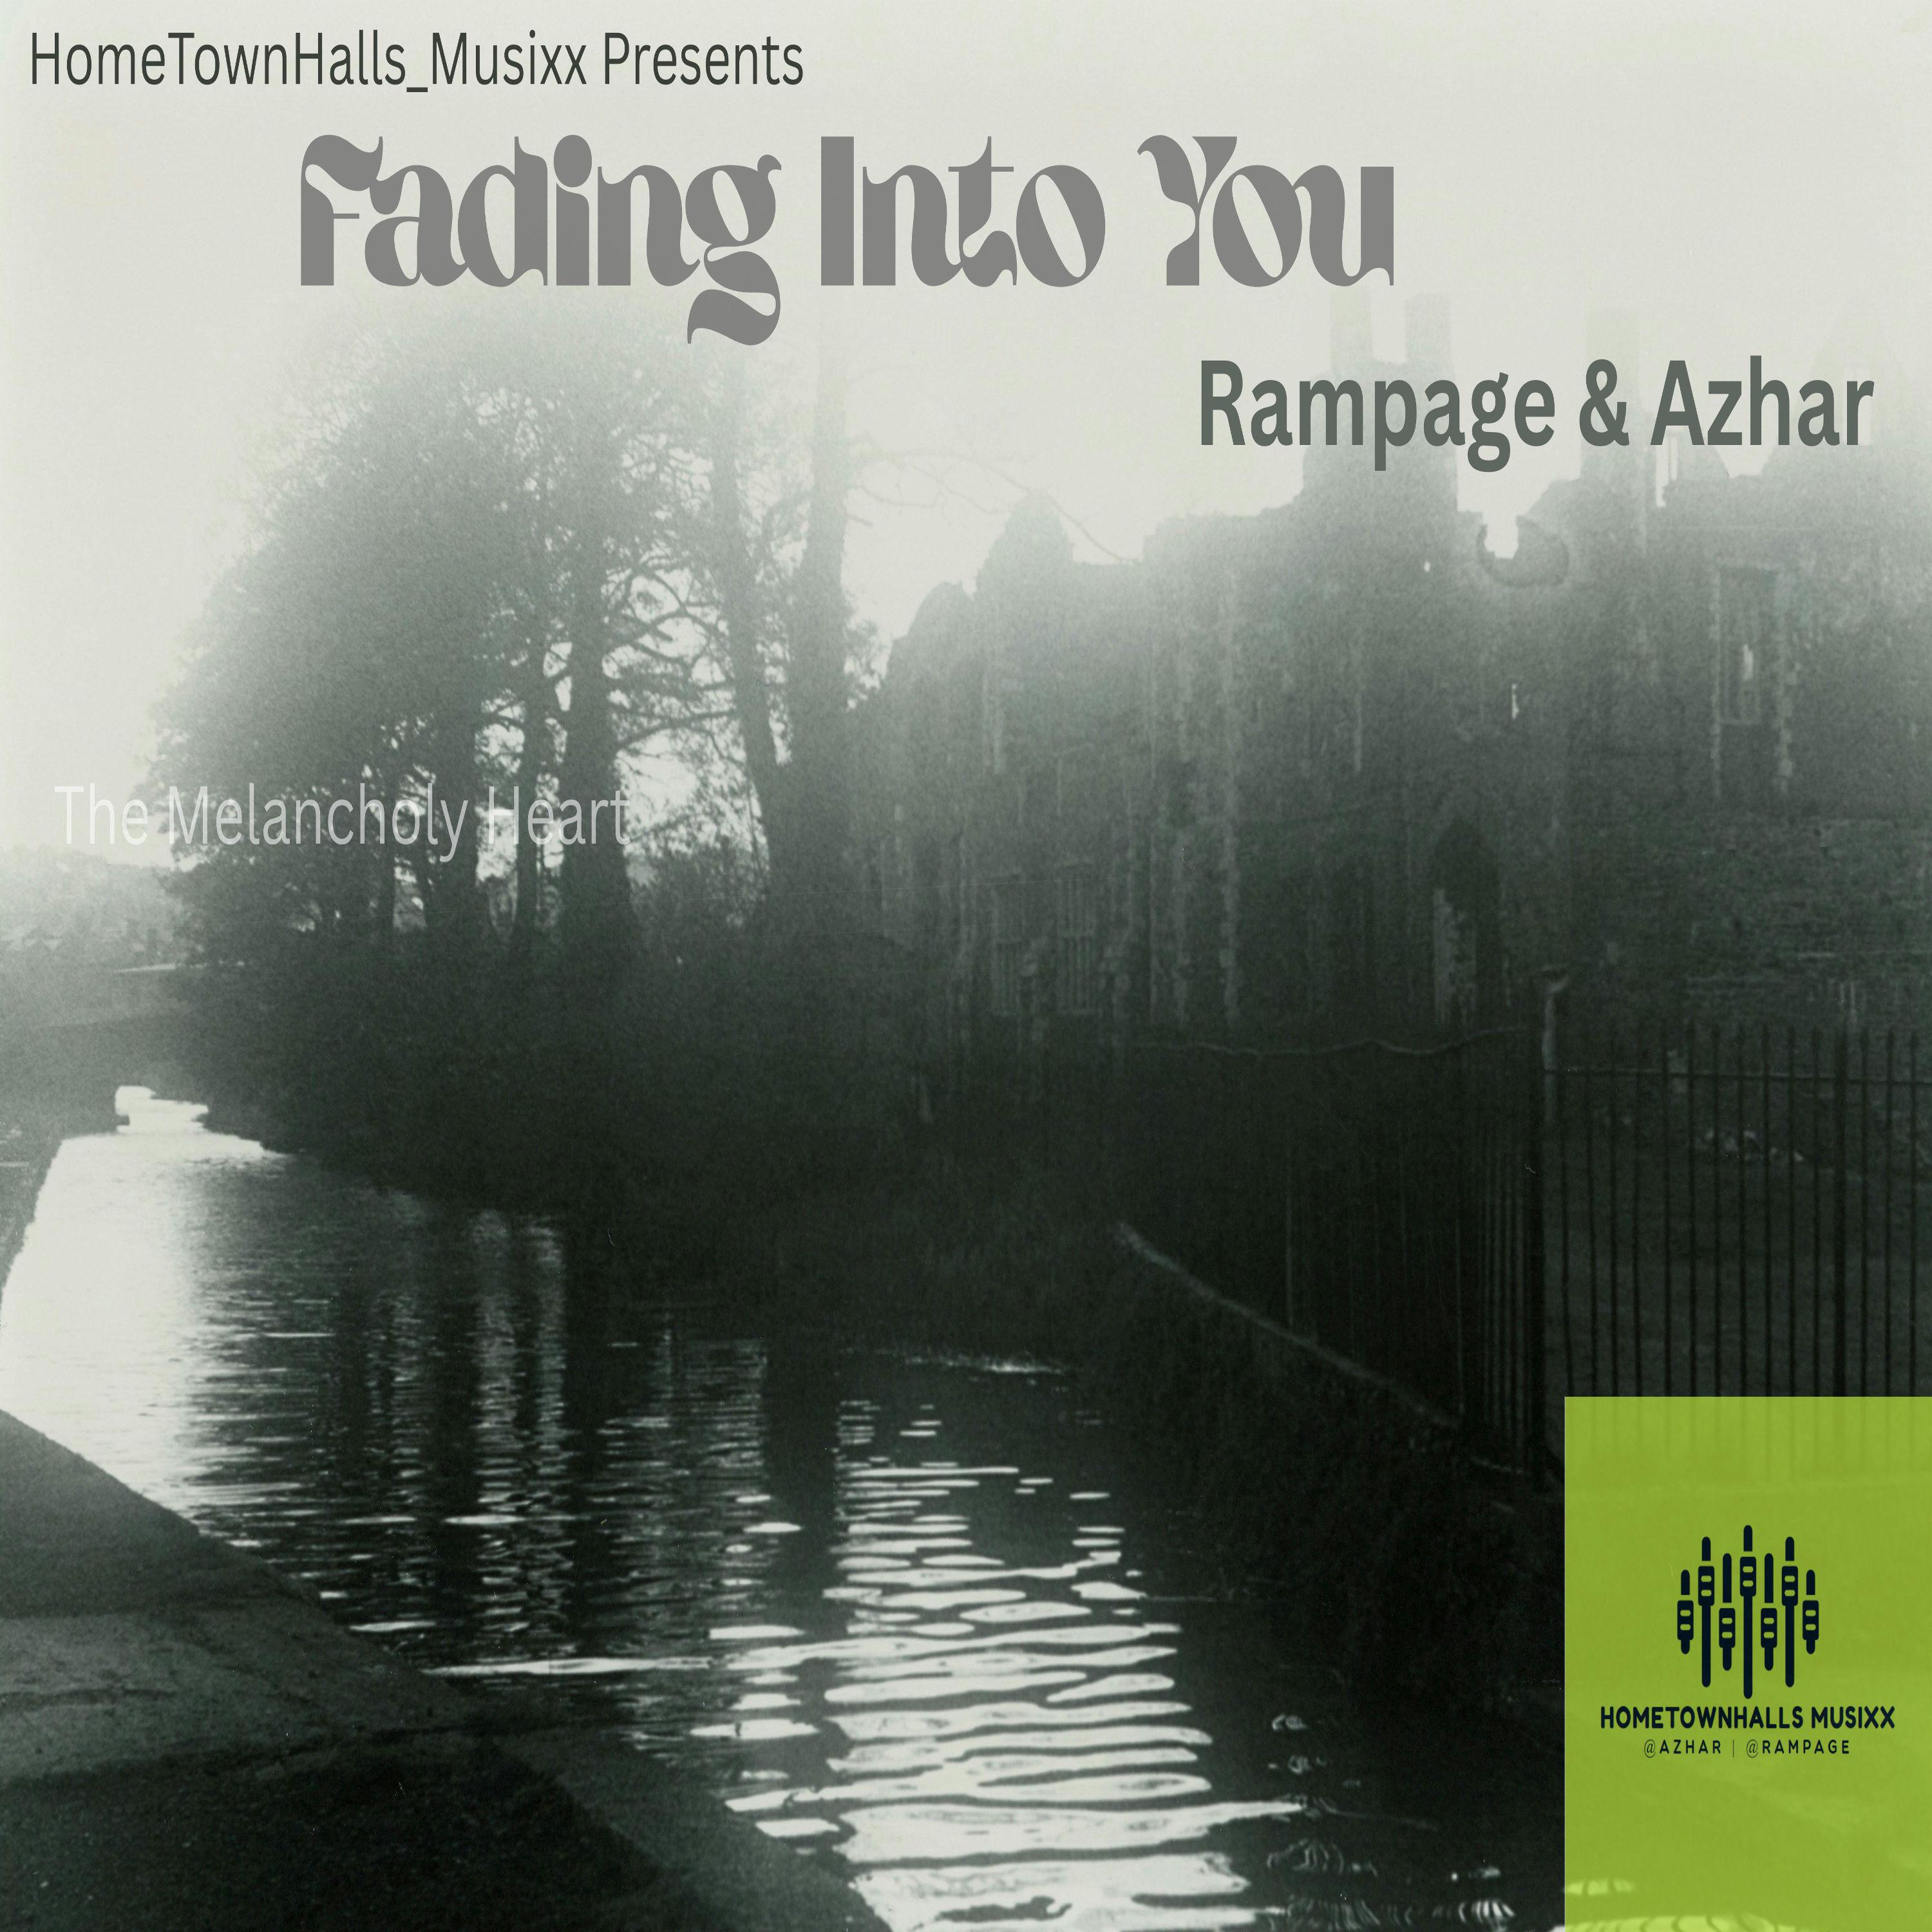 HomeTownHalls_Musixx Presents
Fading Into You
Rampage & Azhar
The Melancholy Heart
HOMETOWNHALLS MUSIXX
@AZHAR | @RAMPAGE